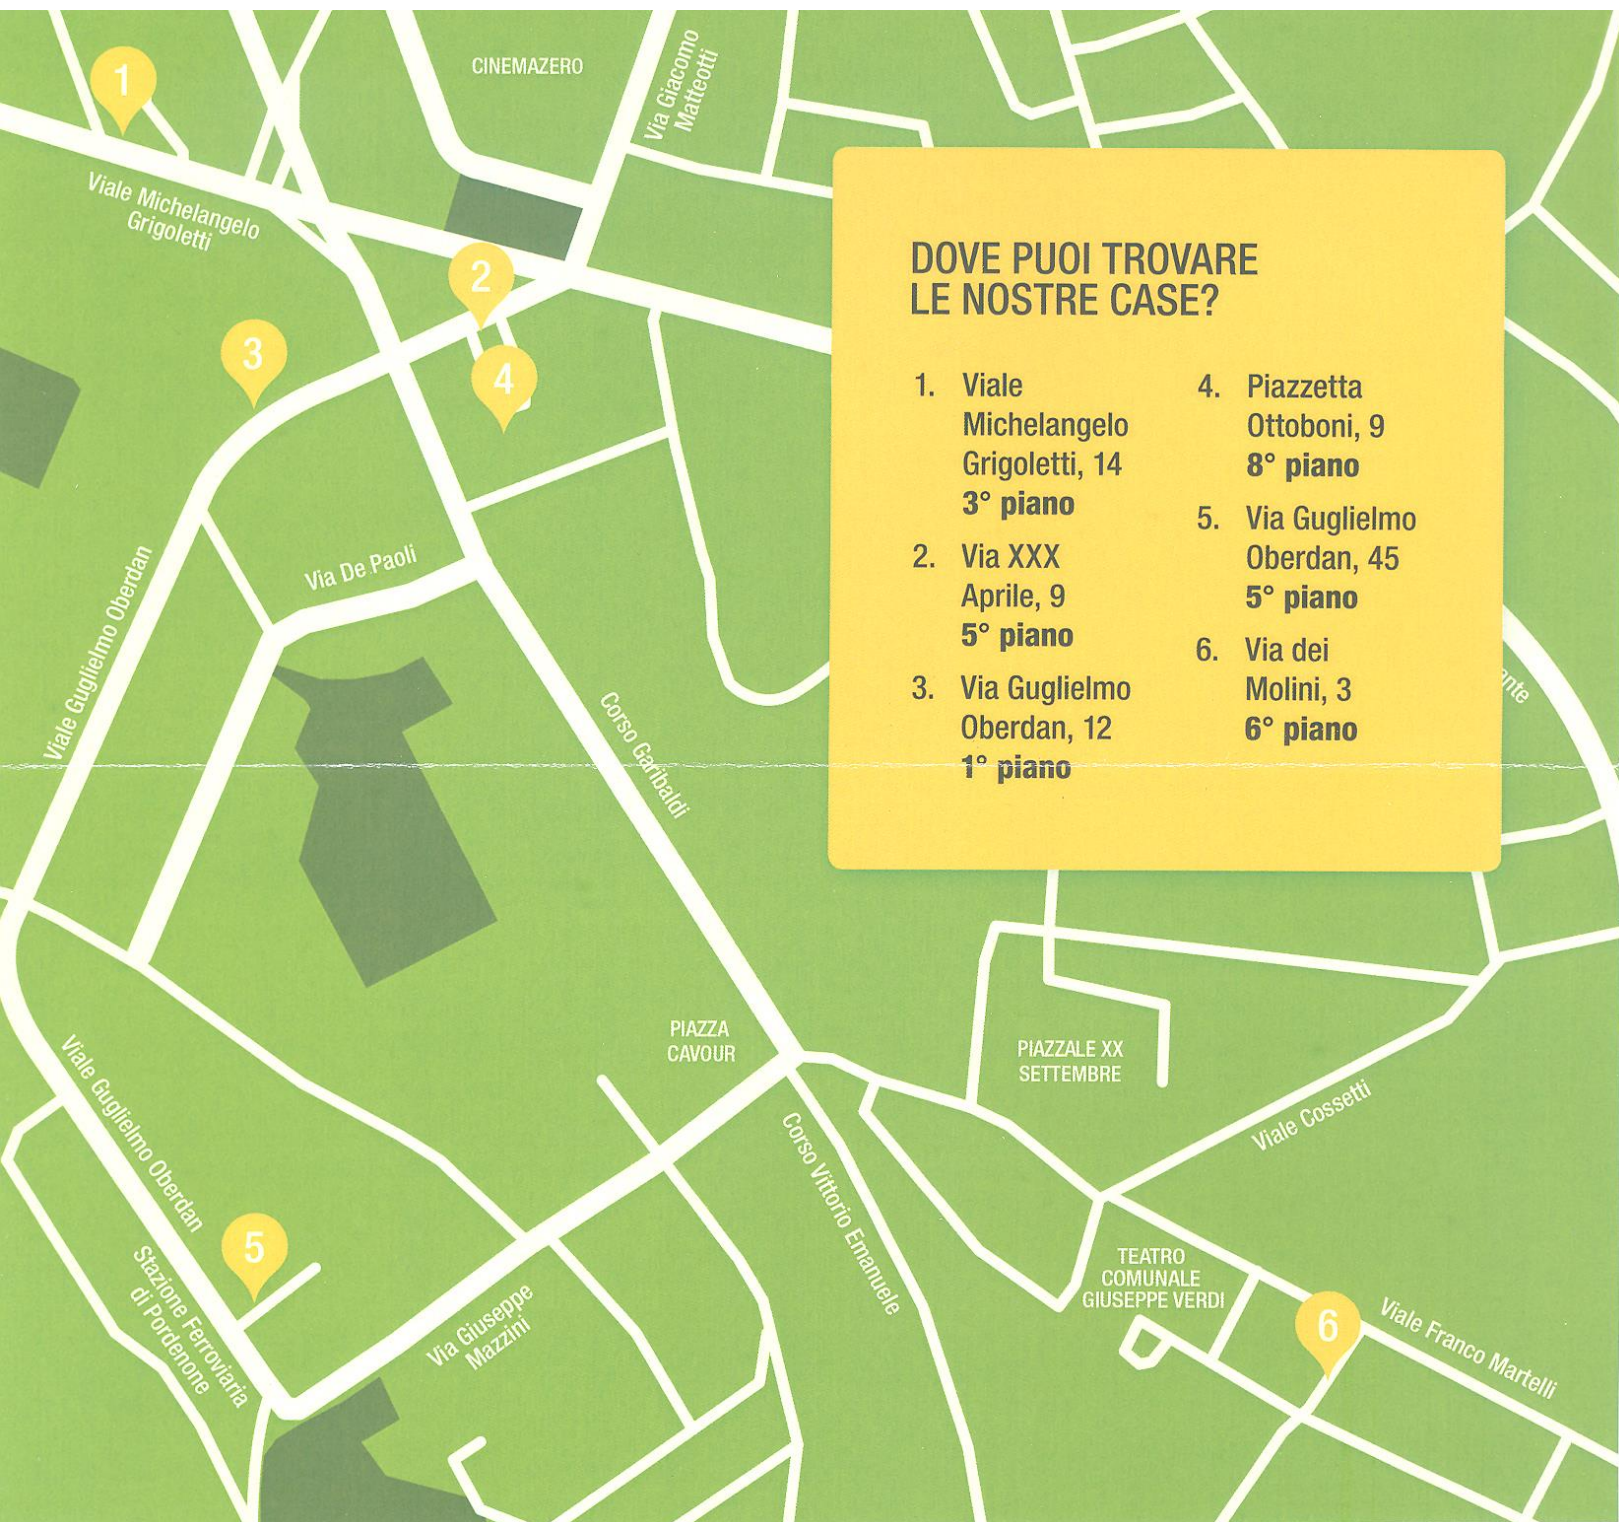 1
CINEMAZERO
Via Giacomo
Matteotti
Viale Michelangelo
Grigoletti
2
3
4
DOVE PUOI TROVARE
LE NOSTRE CASE?
1. Viale
Michelangelo
Grigoletti, 14
3° piano
2. Via XXX
Aprile, 9
5° piano
3. Via Guglielmo
Oberdan, 12
1° piano
4. Piazzetta
Ottoboni, 9
8° piano
5. Via Guglielmo
Oberdan, 45
5° piano
6. Via dei
Molini, 3
6° piano
Via De Paoli
Viale Guglielmo Oberdan
Corso Garibaldi
PIAZZA
CAVOUR
PIAZZALE XX
SETTEMBRE
Viale Cossetti
Viale Guglielmo Oberdan
Corso Vittorio Emanuele
5
Stazione Ferroviaria
di Pordenone
Via Giuseppe
Mazzini
TEATRO
COMUNALE
GIUSEPPE VERDI
6
Viale Franco Martelli